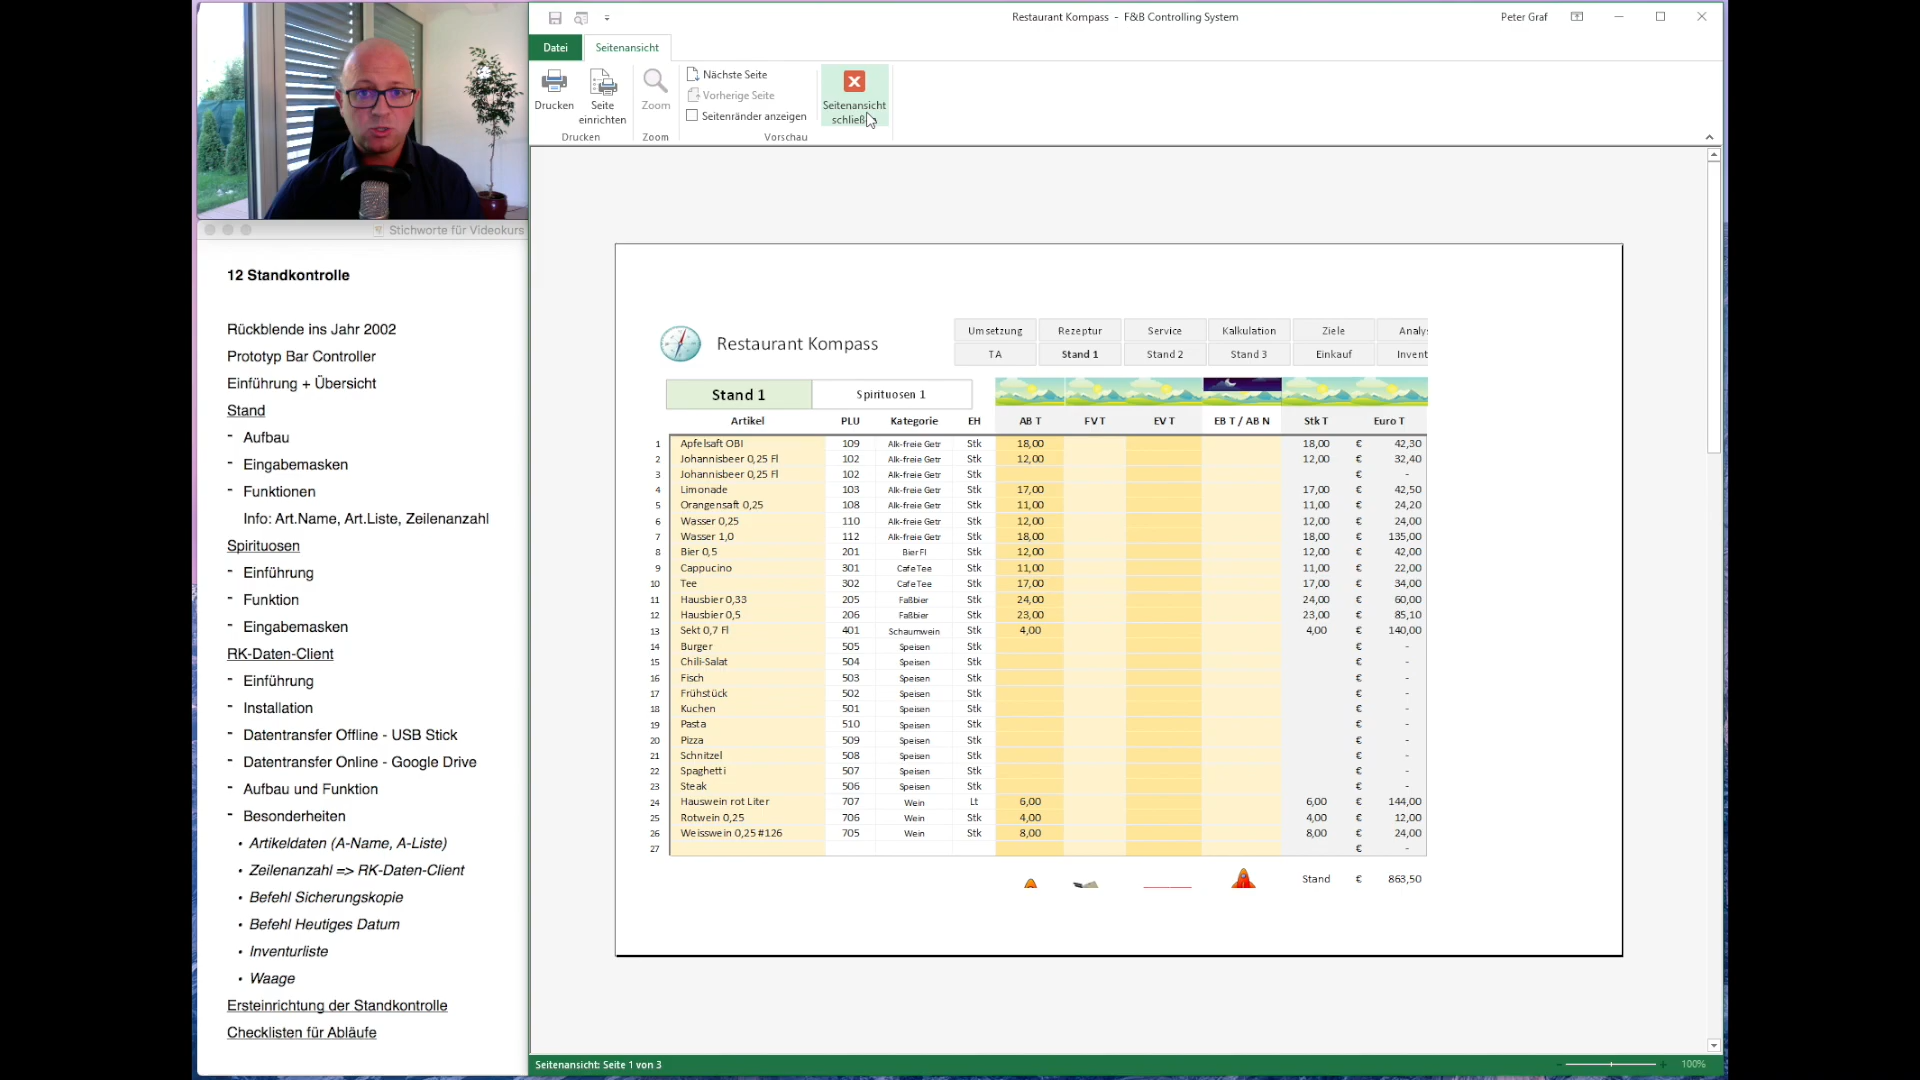 Restaurant Kompass - F&B Controlling System
Peter Graf
Datei
Seitenansicht
Drucken
Seite einrichten
Zoom
Nächste Seite
Vorherige Seite
Seitenränder anzeigen
Seitenansicht
Drucken
Zoom
Vorschau
Stichworte für Videokurs
12 Standkontrolle
Rückblende ins Jahr 2002
Prototyp Bar Controller
Einführung + Übersicht
Stand
- Aufbau
- Eingabemasken
- Funktionen
Info: Art.Name, Art.Liste, Zeilenanzahl
Spirituosen
- Einführung
- Funktion
- Eingabemasken
RK-Daten-Client
- Einführung
- Installation
- Datentransfer Offline - USB Stick
- Datentransfer Online - Google Drive
- Aufbau und Funktion
- Besonderheiten
• Artikeldaten (A-Name, A-Liste)
• Zeilenanzahl => RK-Daten-Client
• Befehl Sicherungskopie
• Befehl Heutiges Datum
• Inventurliste
• Waage
Ersteinrichtung der Standkontrolle
Checklisten für Abläufe
Restaurant Kompass
Umsetzung Rezeptur Service Kalkulation Ziele Analy
TA Stand 1 Stand 2 Stand 3 Einkauf Invent
Stand 1 Spirituosen 1
Artikel PLU Kategorie EH AB T FV T EV T EB T / AB N Stk T Euro T
1 Apfelsaft OBI 109 Alk-freie Getr Stk 18,00 18,00 € 42,30
2 Johannisbeer 0,25 Fl 102 Alk-freie Getr Stk 12,00 12,00 € 32,40
3 Johannisbeer 0,25 Fl 102 Alk-freie Getr Stk € -
4 Limonade 103 Alk-freie Getr Stk 17,00 17,00 € 42,50
5 Orangensaft 0,25 108 Alk-freie Getr Stk 11,00 11,00 € 24,20
6 Wasser 0,25 110 Alk-freie Getr Stk 12,00 12,00 € 24,00
7 Wasser 1,0 112 Alk-freie Getr Stk 18,00 18,00 € 135,00
8 Bier 0,5 201 Bier Fl Stk 12,00 12,00 € 42,00
9 Cappucino 301 Cafe Tee Stk 11,00 11,00 € 22,00
10 Tee 302 Cafe Tee Stk 17,00 17,00 € 34,00
11 Hausbier 0,33 205 Faßbier Stk 24,00 24,00 € 60,00
12 Hausbier 0,5 206 Faßbier Stk 23,00 23,00 € 85,10
13 Sekt 0,7 Fl 401 Schaumwein Stk 4,00 4,00 € 140,00
14 Burger 505 Speisen Stk € -
15 Chili-Salat 504 Speisen Stk € -
16 Fisch 503 Speisen Stk € -
17 Frühstück 502 Speisen Stk € -
18 Kuchen 501 Speisen Stk € -
19 Pasta 510 Speisen Stk € -
20 Pizza 509 Speisen Stk € -
21 Schnitzel 508 Speisen Stk € -
22 Spaghetti 507 Speisen Stk € -
23 Steak 506 Speisen Stk € -
24 Hauswein rot Liter 707 Wein Lt 6,00 6,00 € 144,00
25 Rotwein 0,25 706 Wein Stk 4,00 4,00 € 12,00
26 Weisswein 0,25 #126 705 Wein Stk 8,00 8,00 € 24,00
27 € -
Stand € 863,50
Seitenansicht: Seite 1 von 3
100%